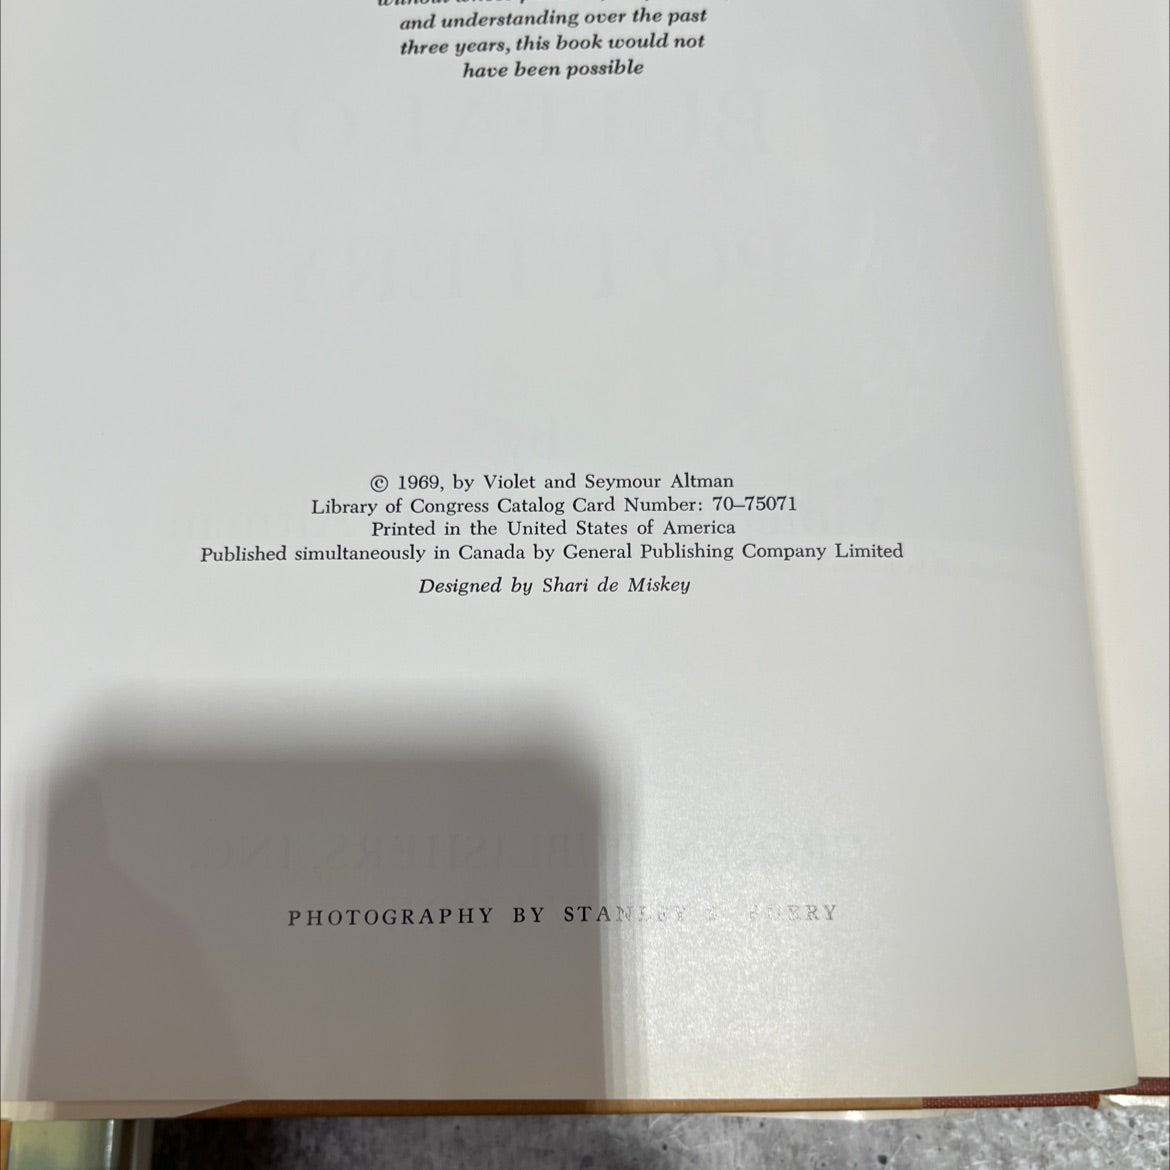 and understanding over the past
three years, this book would not
have been possible
© 1969, by Violet and Seymour Altman
Library of Congress Catalog Card Number: 70–75071
Printed in the United States of America
Published simultaneously in Canada by General Publishing Company Limited
Designed by Shari de Miskey
PHOTOGRAPHY BY STANLEY